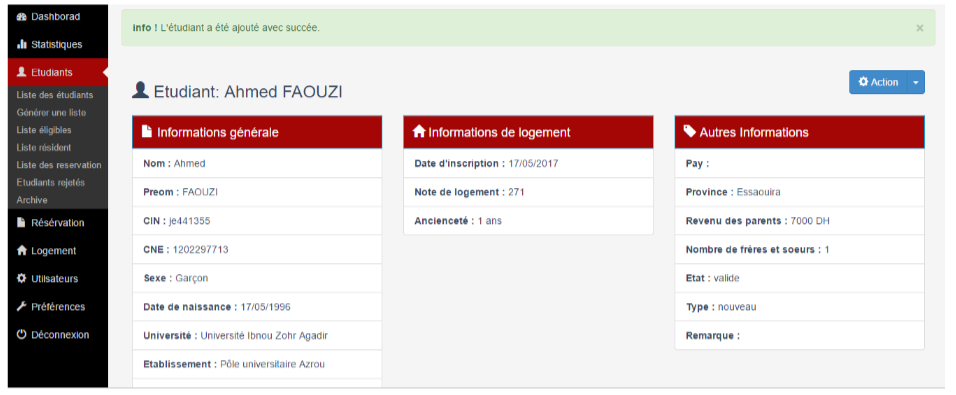 Dashborad
Statistiques
Etudiants
Liste des étudiants
Générer une liste
Liste éligibles
Liste résident
Liste des reservation
Etudiants rejetés
Archive
Résérvation
Logement
Utilsateurs
Préférences
Déconnexion
info ! L'étudiant a été ajouté avec succée. ×
Etudiant: Ahmed FAOUZI
Action
Informations générale
Nom : Ahmed
Preom : FAOUZI
CIN : je441355
CNE : 1202297713
Sexe : Garçon
Date de naissance : 17/05/1996
Université : Université Ibnou Zohr Agadir
Etablissement : Pôle universitaire Azrou
Informations de logement
Date d'inscription : 17/05/2017
Note de logement : 271
Ancienceté : 1 ans
Autres Informations
Pay :
Province : Essaouira
Revenu des parents : 7000 DH
Nombre de frères et soeurs : 1
Etat : valide
Type : nouveau
Remarque :